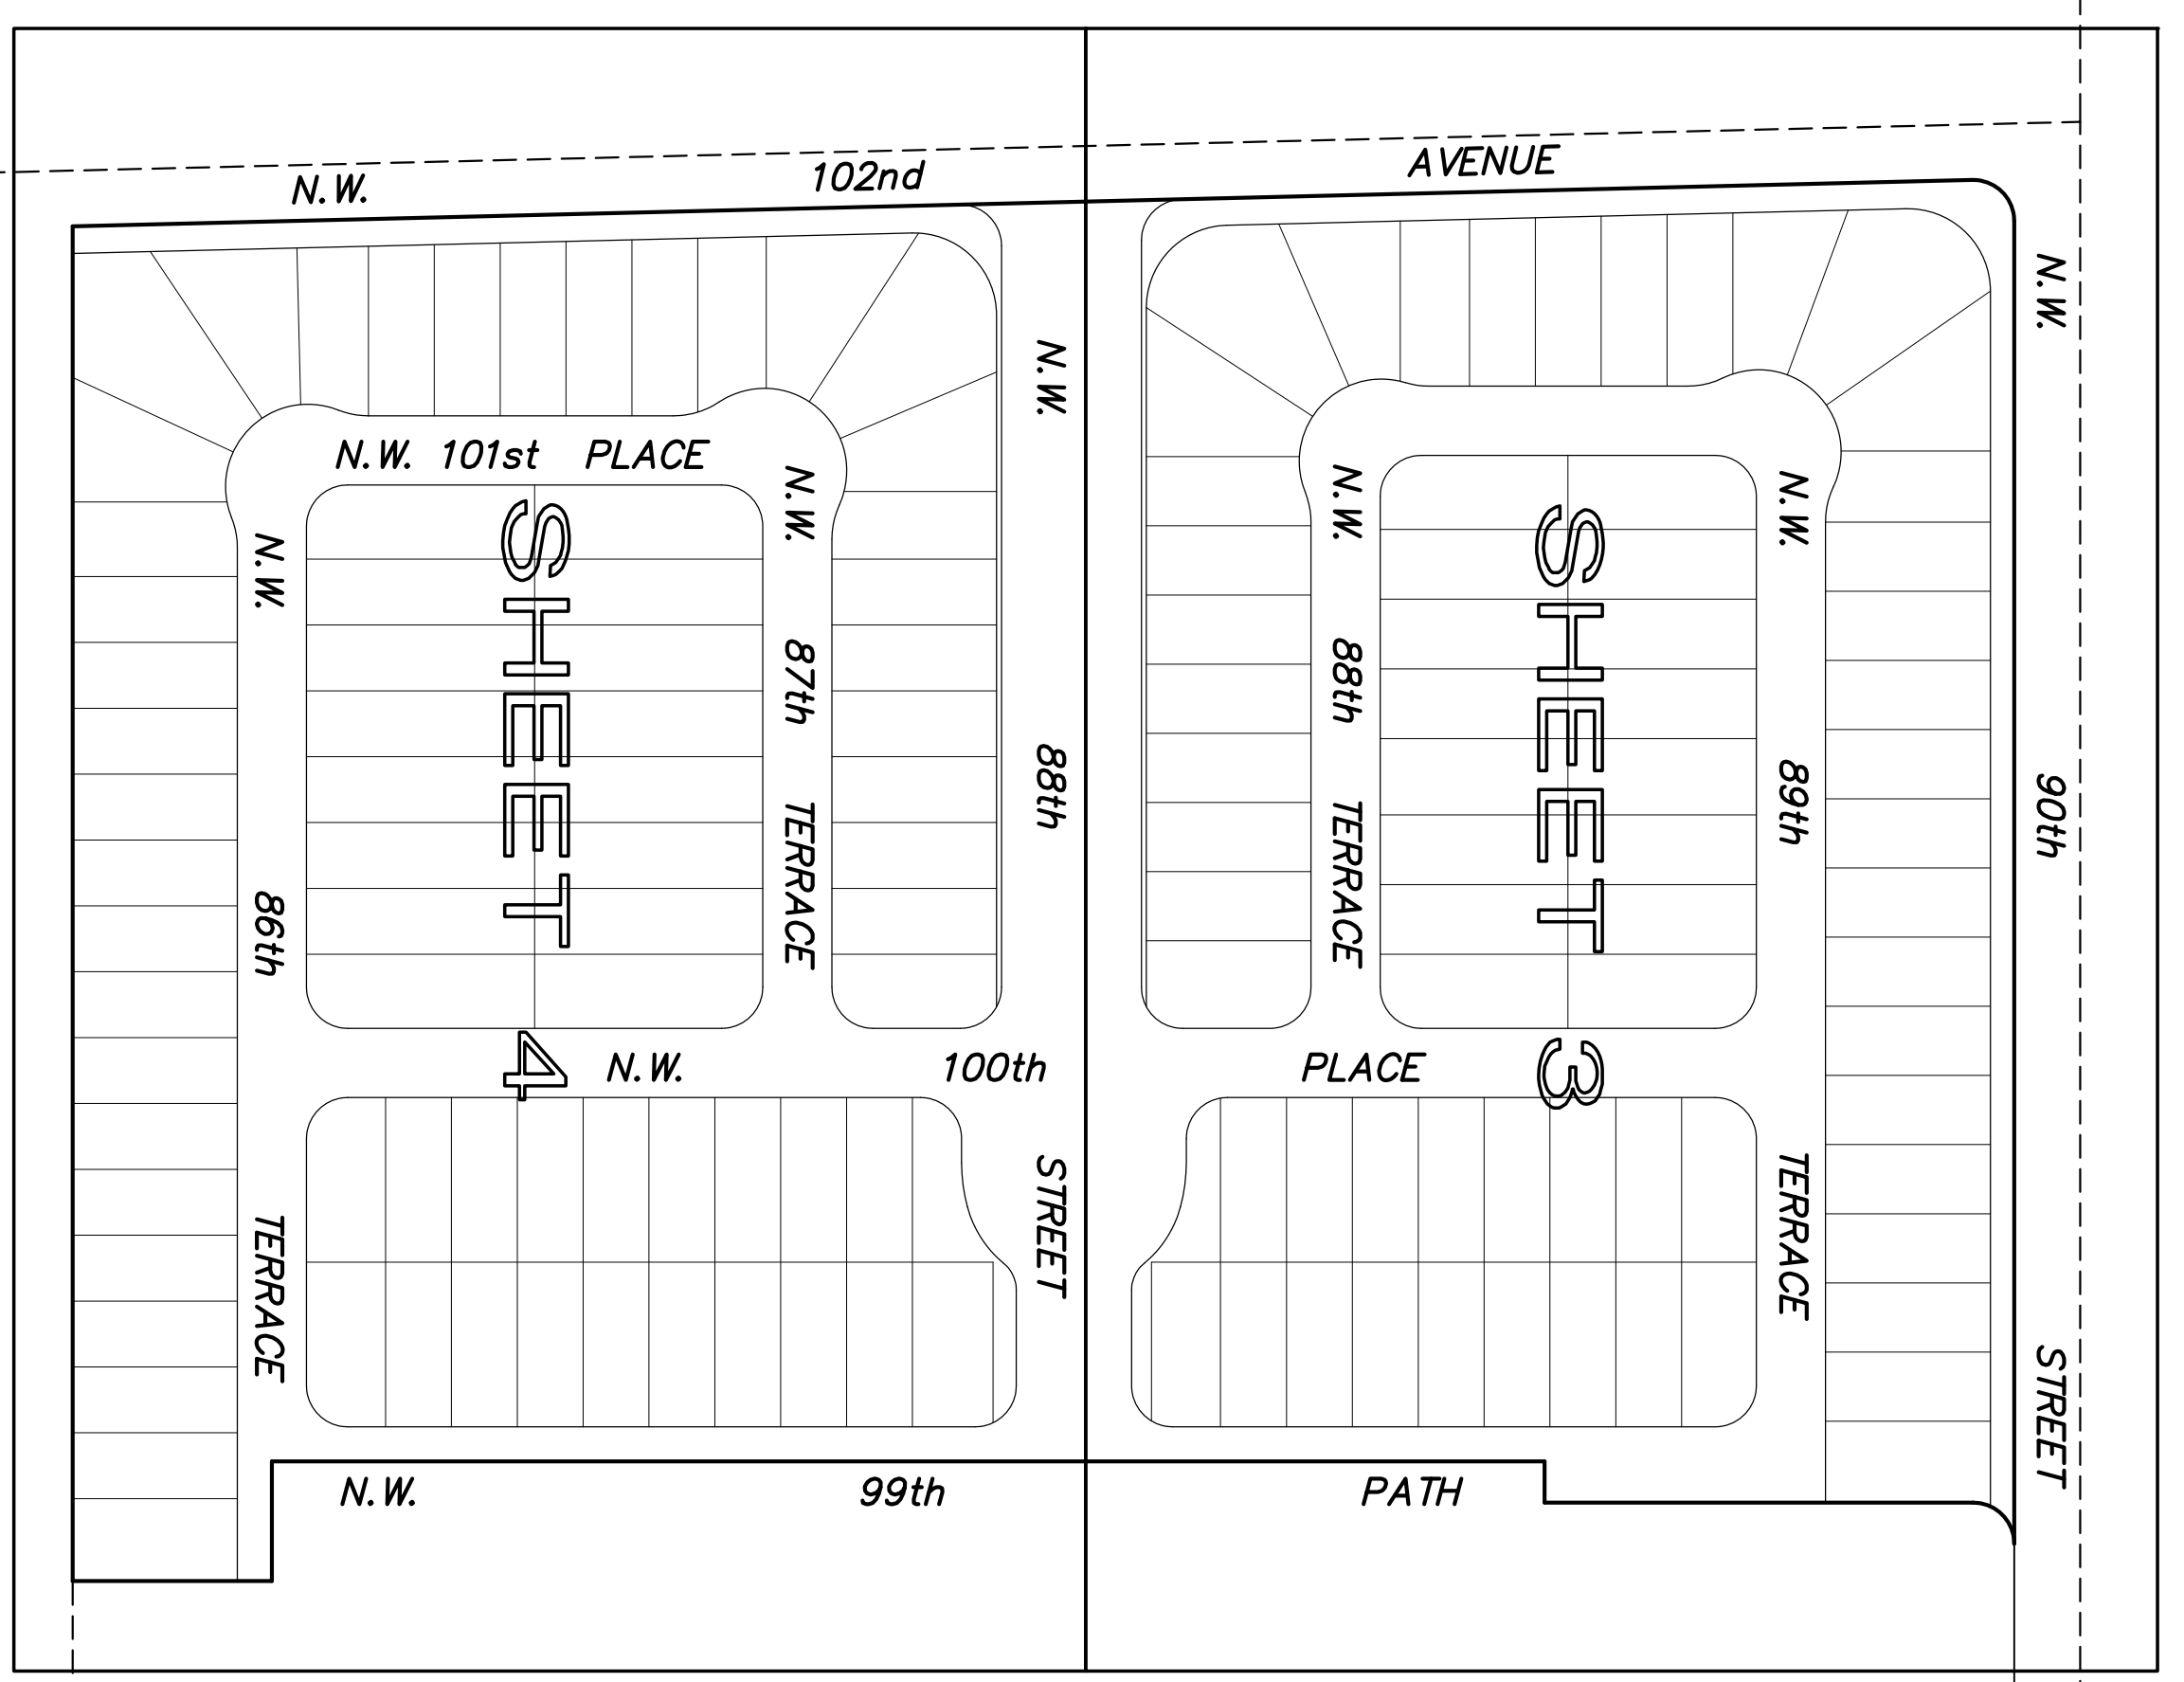 N.W. 102nd AVENUE
N.W. 101st PLACE
N.W. 86th TERRACE
SHEET 4
N.W. 87th TERRACE
N.W. 88th STREET
N.W. 88th TERRACE
SHEET 3
N.W. 89th TERRACE
N.W. 90th STREET
N.W. 100th PLACE
N.W. 99th PATH